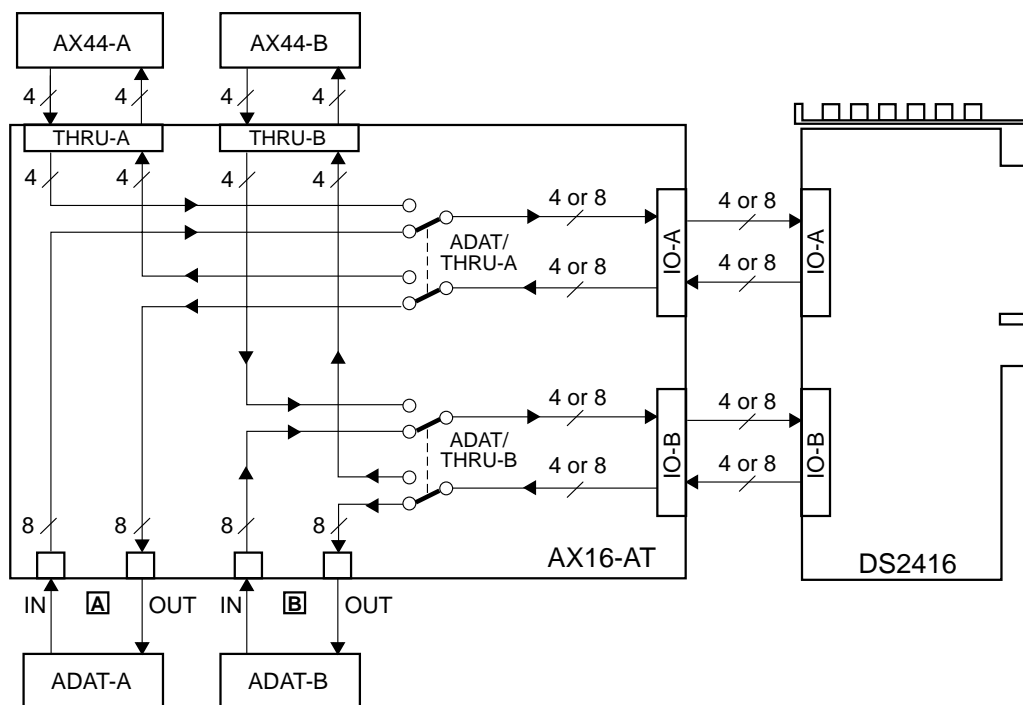 AX44-A AX44-B
4 4 4 4
THRU-A THRU-B
4 4 4 4
4 or 8 4 or 8
ADAT/
THRU-A
IO-A IO-A
4 or 8 4 or 8
4 or 8 4 or 8
ADAT/
THRU-B
IO-B IO-B
4 or 8 4 or 8
8 8 8 8
AX16-AT DS2416
IN A OUT IN B OUT
ADAT-A ADAT-B